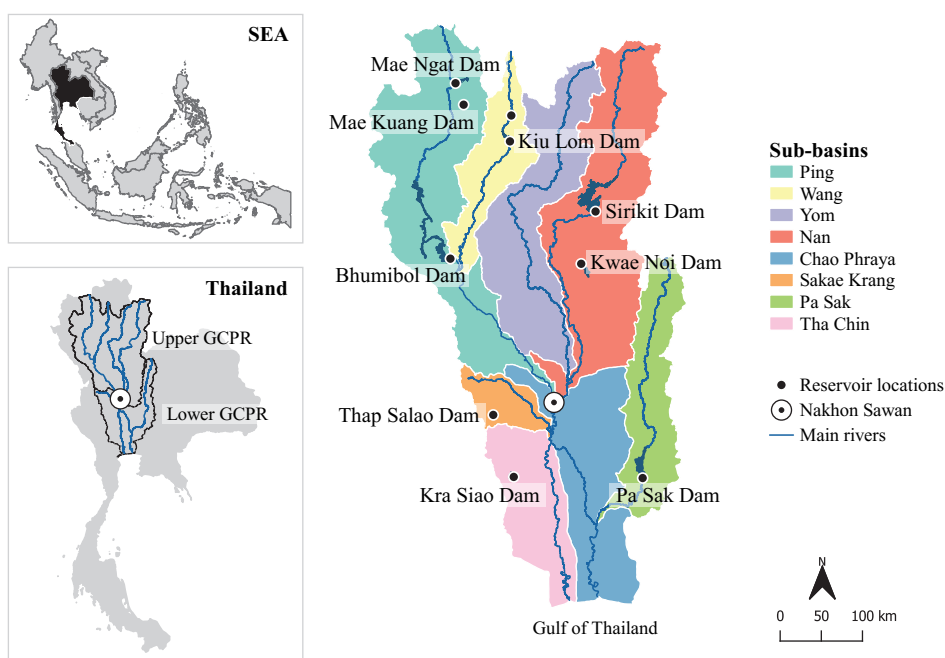 SEA
Thailand
Upper GCPR
Lower GCPR
Mae Ngat Dam
Mae Kuang Dam
Kiu Lom Dam
Sirikit Dam
Bhumibol Dam
Kwae Noi Dam
Thap Salao Dam
Kra Siao Dam
Pa Sak Dam
Gulf of Thailand
Sub-basins
Ping
Wang
Yom
Nan
Chao Phraya
Sakae Krang
Pa Sak
Tha Chin
Reservoir locations
Nakhon Sawan
Main rivers
N
0 50 100 km